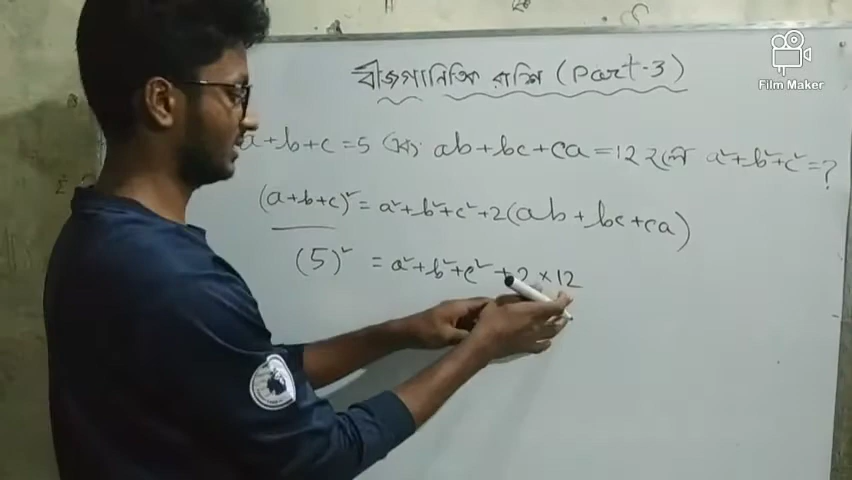 বীজগানিতিক রাশি (Part-3)
Film Maker
a+b+c=5 এবং ab+bc+ca=12 হলে a²+b²+c²=?
(a+b+c)²=a²+b²+c²+2(ab+bc+ca)
(5)² =a²+b²+c²+2×12